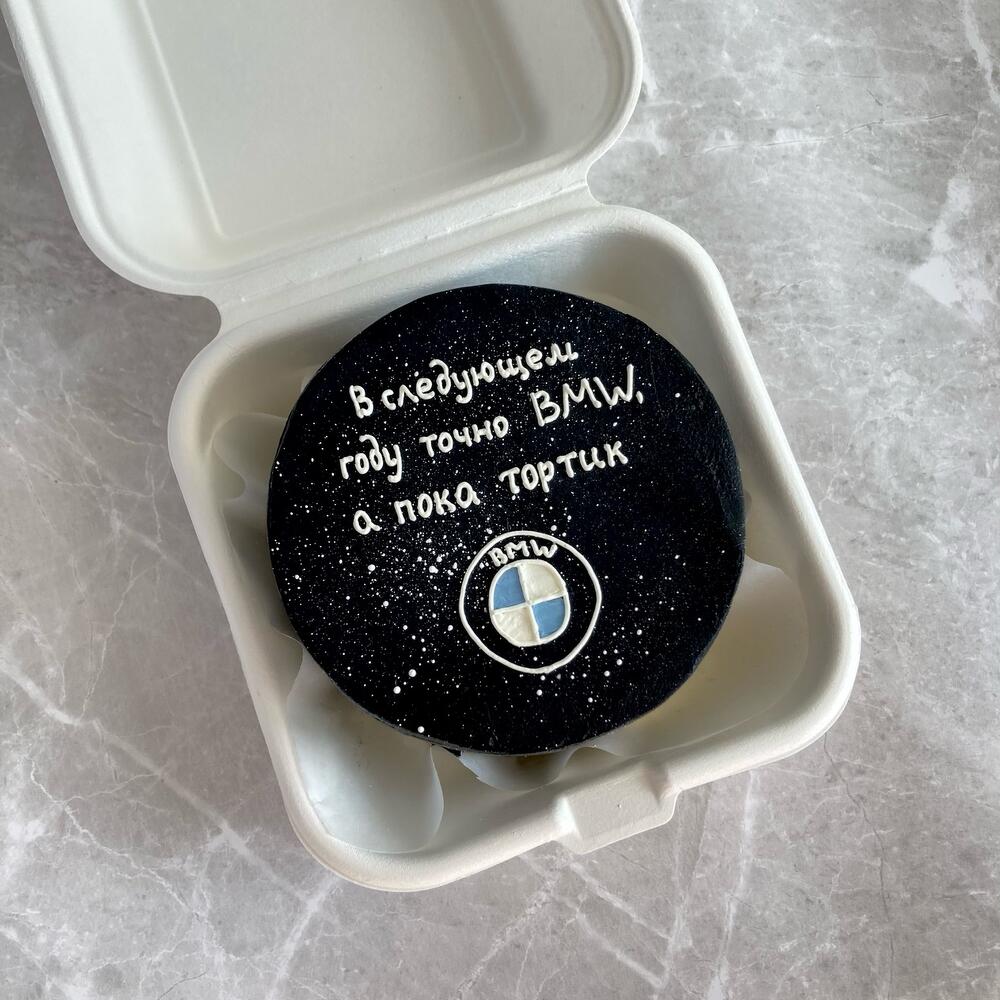 В следующем
году точно BMW,
а пока тортик
BMW